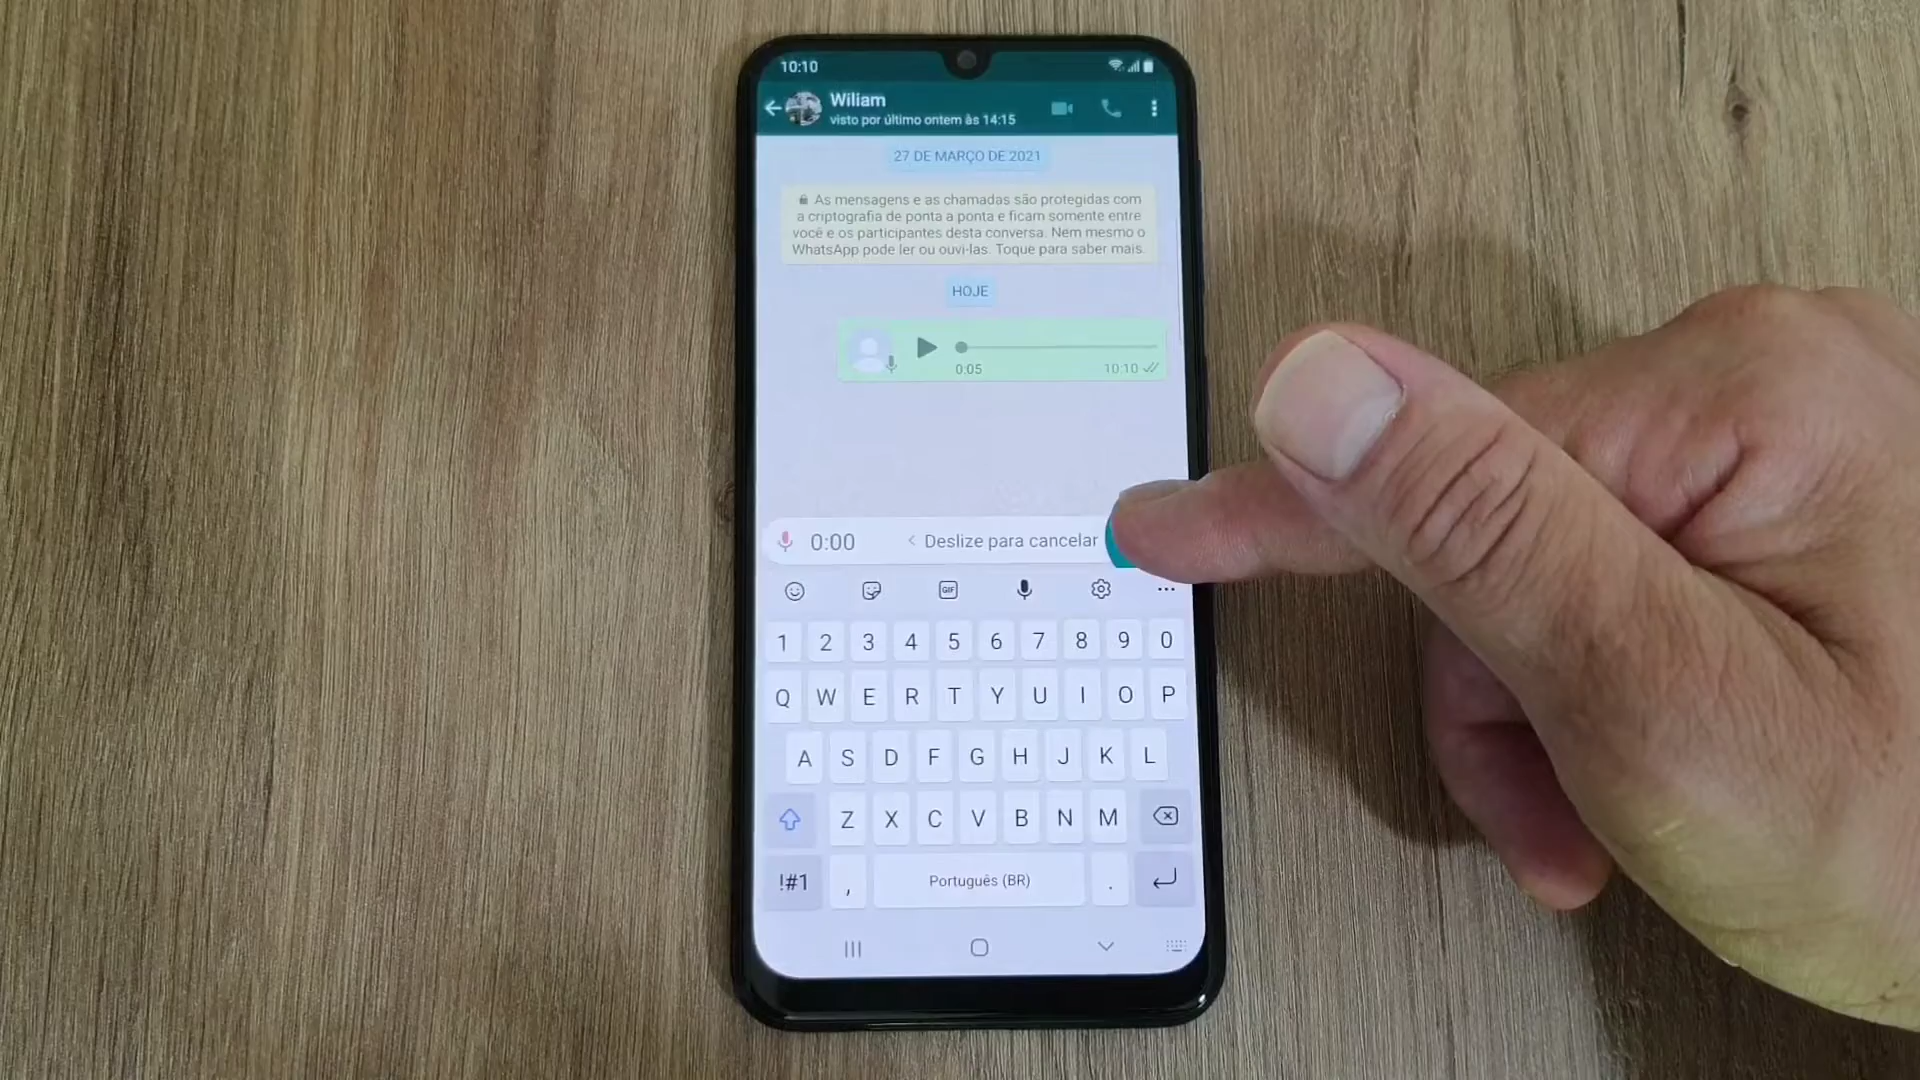 10:10
Wiliam
visto por último ontem às 14:15
27 DE MARÇO DE 2021
As mensagens e as chamadas são protegidas com
a criptografia de ponta a ponta e ficam somente entre
você e os participantes desta conversa. Nem mesmo o
WhatsApp pode ler ou ouvi-las. Toque para saber mais.
HOJE
0:05 10:10
0:00 < Deslize para cancelar
GIF
1 2 3 4 5 6 7 8 9 0
Q W E R T Y U I O P
A S D F G H J K L
Z X C V B N M
!#1 , Português (BR) .